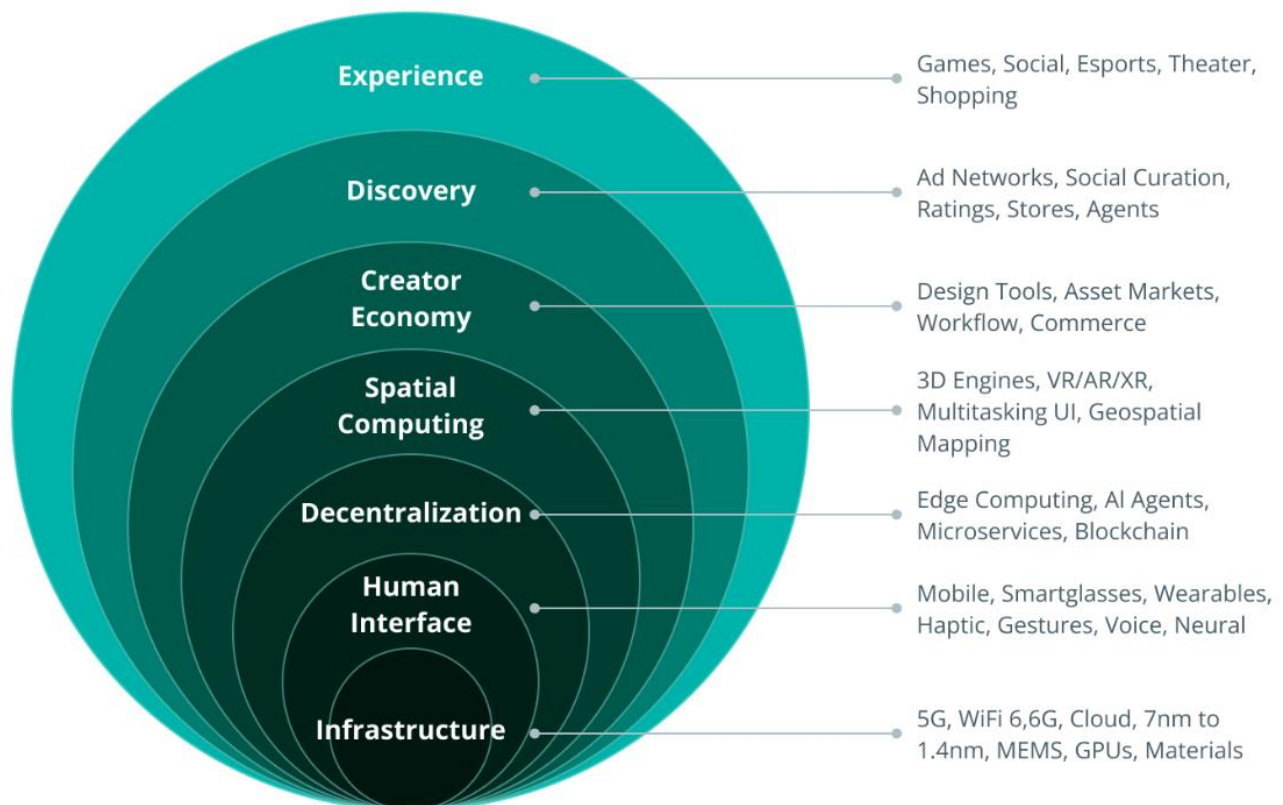 Experience
Games, Social, Esports, Theater,
Shopping
Discovery
Ad Networks, Social Curation,
Ratings, Stores, Agents
Creator
Economy
Design Tools, Asset Markets,
Workflow, Commerce
Spatial
Computing
3D Engines, VR/AR/XR,
Multitasking UI, Geospatial
Mapping
Decentralization
Edge Computing, AI Agents,
Microservices, Blockchain
Human
Interface
Mobile, Smartglasses, Wearables,
Haptic, Gestures, Voice, Neural
Infrastructure
5G, WiFi 6,6G, Cloud, 7nm to
1.4nm, MEMS, GPUs, Materials